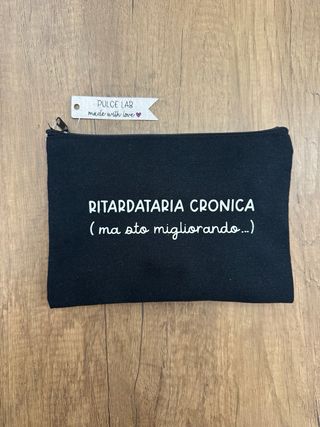 PULCE LAB
made with love
RITARDATARIA CRONICA
( ma sto migliorando...)